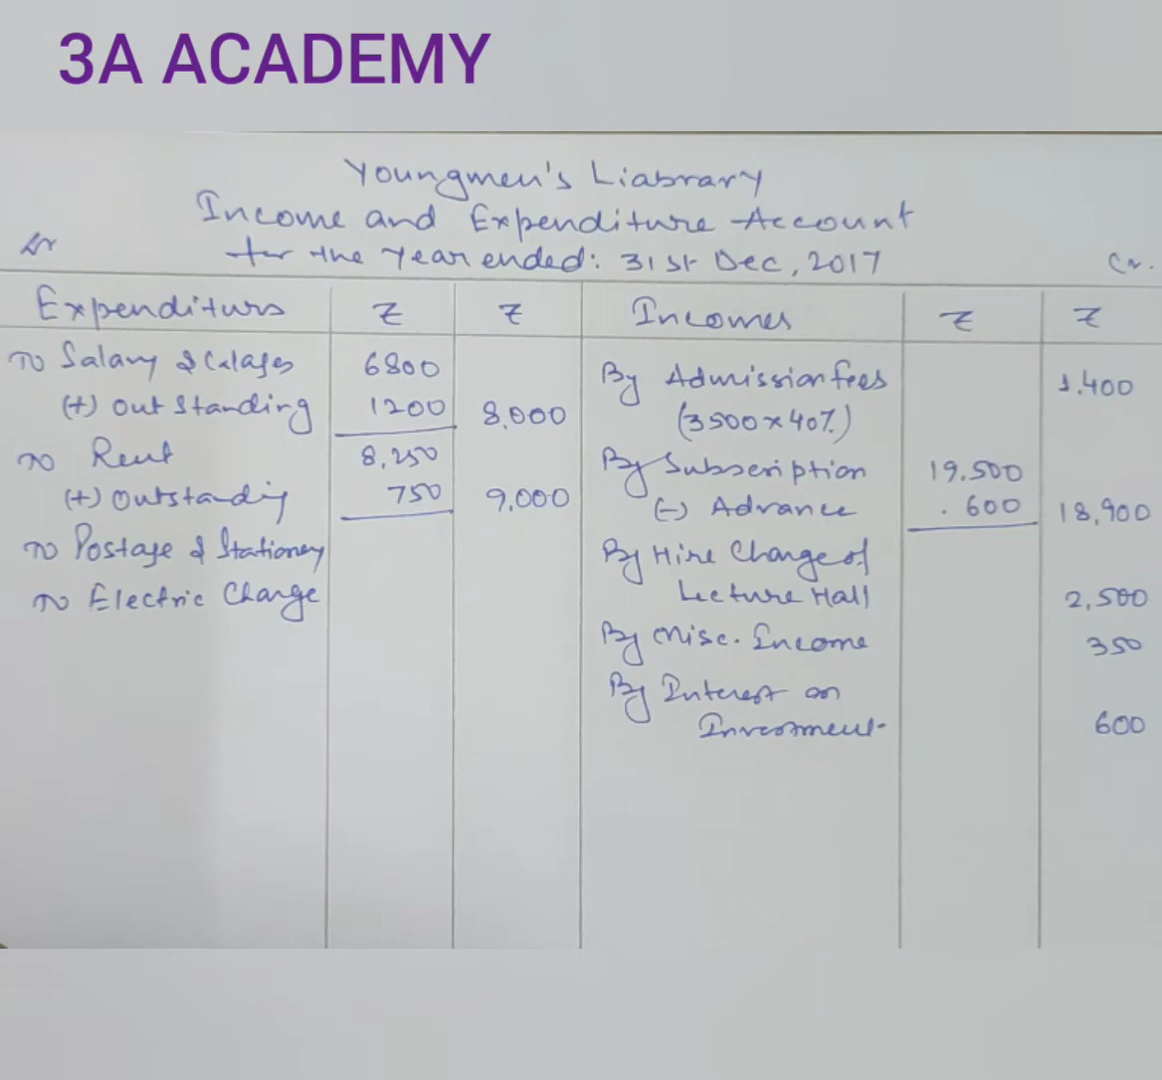 3A ACADEMY
Youngmen's Liabrary
Income and Expenditure Account
Dr for the Year ended: 31st Dec, 2017 Cr.
Expenditurs ₹ ₹ Incomes ₹ ₹
To Salary & Wages 6800 By Admission fees 1.400
(+) Out Standing 1200 8,000 (3500×40%)
To Rent 8,250 By Subscription 19.500
(+) Outstanding 750 9,000 (-) Advance . 600 18,900
To Postage & Stationey By Hire Charge of
To Electric Charge Lecture Hall 2,500
By Misc. Income 350
By Interest on
Investment 600